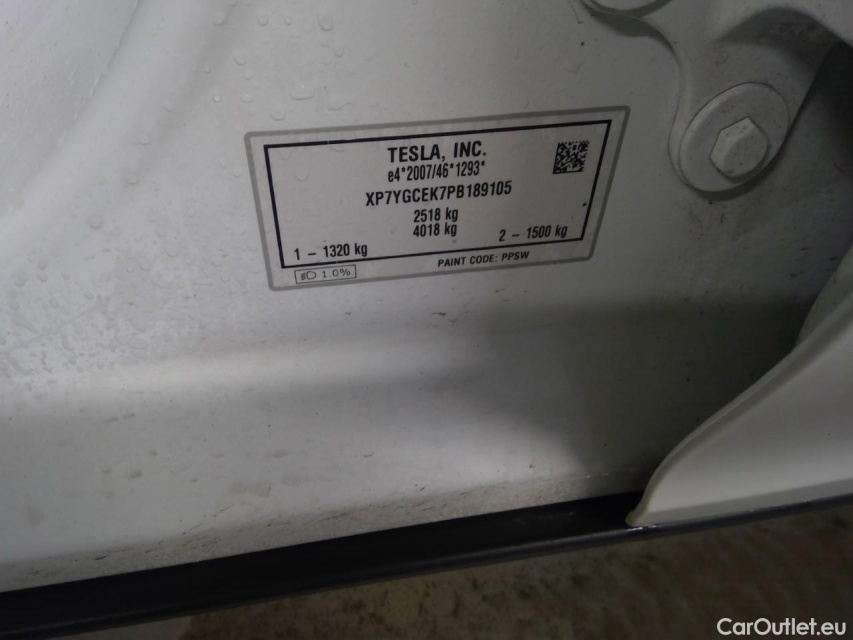 TESLA, INC.
e4*2007/46*1293*
XP7YGCEK7PB189105
2518 kg
4018 kg
1 - 1320 kg
2 - 1500 kg
1.0%
PAINT CODE: PPSW
CarOutlet.eu